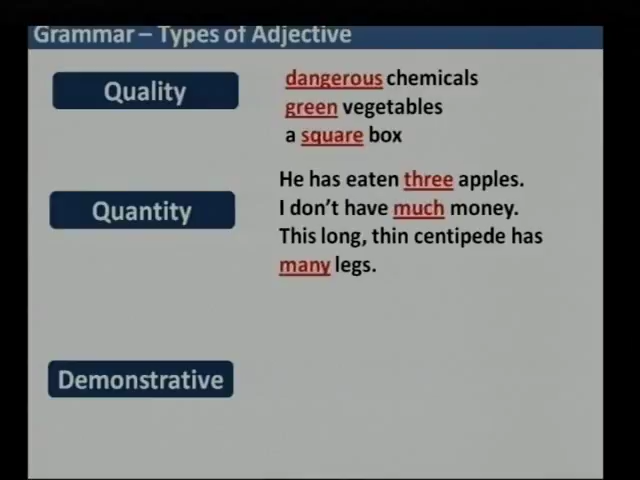 Grammar – Types of Adjective
Quality
dangerous chemicals
green vegetables
a square box
Quantity
He has eaten three apples.
I don't have much money.
This long, thin centipede has
many legs.
Demonstrative